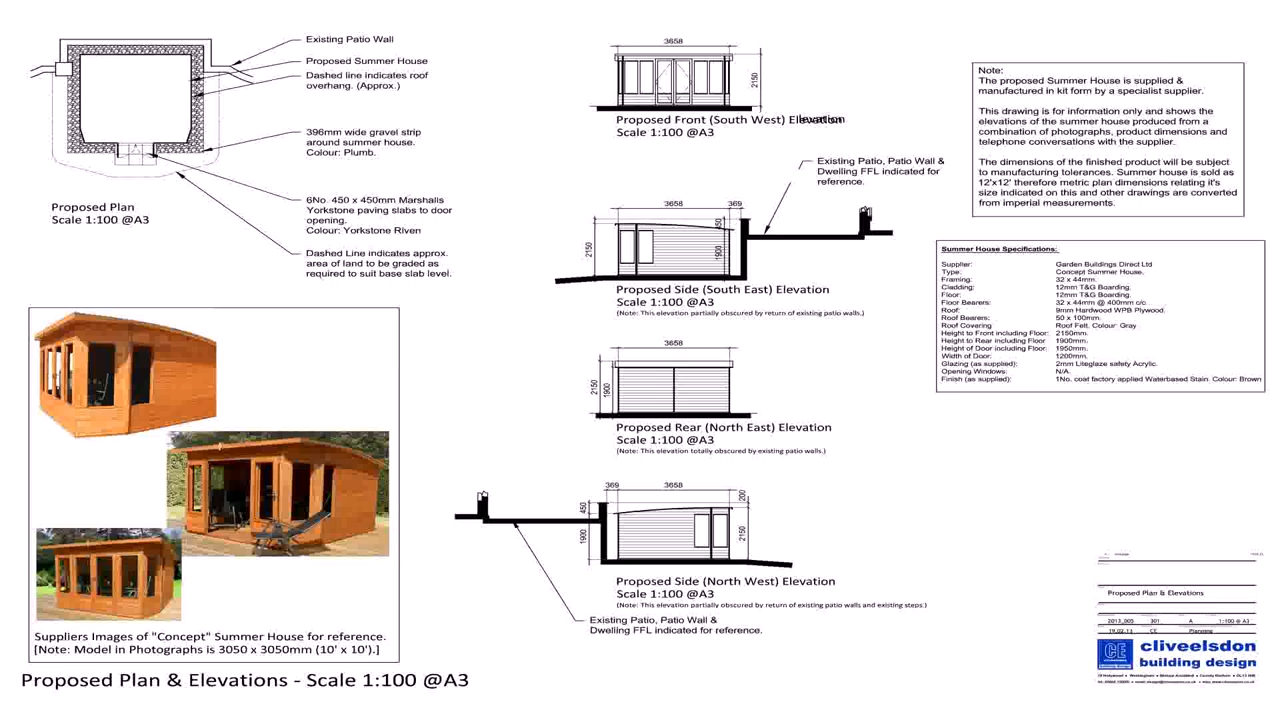 Existing Patio Wall
Proposed Summer House
Dashed line indicates roof
overhang. (Approx.)
396mm wide gravel strip
around summer house.
Colour: Plumb.
6No. 450 x 450mm Marshalls
Yorkstone paving slabs to door
opening.
Colour: Yorkstone Riven
Dashed Line indicates approx.
area of land to be graded as
required to suit base slab level.
Proposed Plan
Scale 1:100 @A3
Suppliers Images of "Concept" Summer House for reference.
[Note: Model in Photographs is 3050 x 3050mm (10' x 10').]
Proposed Plan & Elevations - Scale 1:100 @A3
3658
2150
Proposed Front (South West) Elevation
Scale 1:100 @A3
Existing Patio, Patio Wall &
Dwelling FFL indicated for
reference.
3658
369
450
2150
1900
Proposed Side (South East) Elevation
Scale 1:100 @A3
(Note: This elevation partially obscured by return of existing patio walls.)
3658
2150
1900
Proposed Rear (North East) Elevation
Scale 1:100 @A3
(Note: This elevation totally obscured by existing patio walls.)
369
3658
200
450
1900
2150
Proposed Side (North West) Elevation
Scale 1:100 @A3
(Note: This elevation partially obscured by return of existing patio walls and existing steps.)
Existing Patio, Patio Wall &
Dwelling FFL indicated for reference.
Note:
The proposed Summer House is supplied &
manufactured in kit form by a specialist supplier.
This drawing is for information only and shows the
elevations of the summer house produced from a
combination of photographs, product dimensions and
telephone conversations with the supplier.
The dimensions of the finished product will be subject
to manufacturing tolerances. Summer house is sold as
12'x12' therefore metric plan dimensions relating it's
size indicated on this and other drawings are converted
from imperial measurements.
Summer House Specifications:
Supplier: Garden Buildings Direct Ltd
Type: Concept Summer House,
Framing: 32 x 44mm.
Cladding: 12mm T&G Boarding.
Floor: 12mm T&G Boarding.
Floor Bearers: 32 x 44mm @ 400mm c/c
Roof: 9mm Hardwood WPB Plywood.
Roof Bearers: 50 x 100mm.
Roof Covering Roof Felt. Colour: Gray
Height to Front including Floor: 2150mm.
Height to Rear including Floor 1900mm.
Height of Door including Floor: 1950mm.
Width of Door: 1200mm.
Glazing (as supplied): 2mm Liteglaze safety Acrylic.
Opening Windows: N/A.
Finish (as supplied): 1No. coat factory applied Waterbased Stain. Colour: Brown
Proposed Plan & Elevations
2013_005 301 A 1:100 @ A3
19.02.13 CE Planning
CE
cliveelsdon
building design